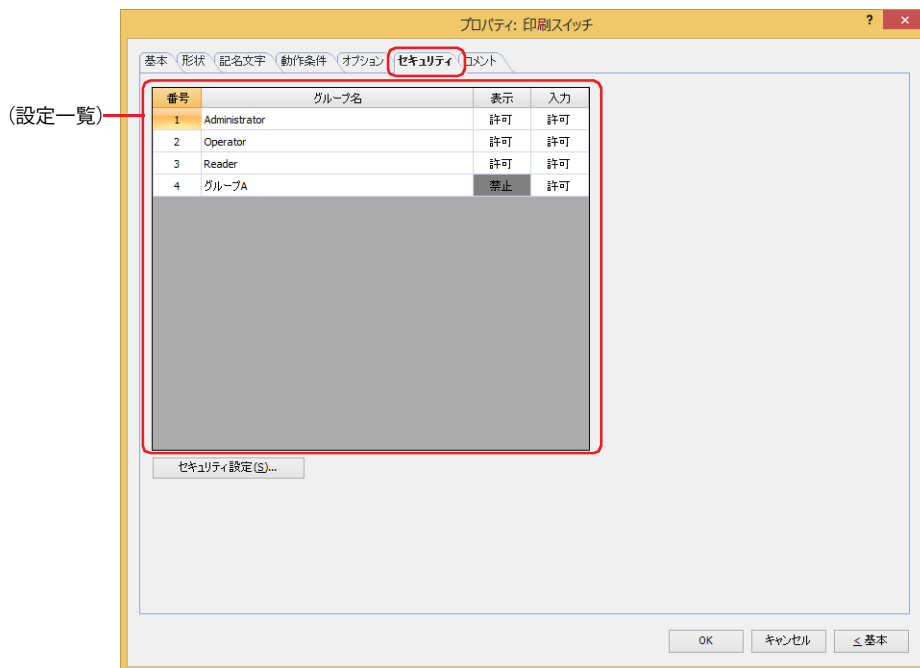 プロパティ: 印刷スイッチ
? ×
基本 形状 記名文字 動作条件 オプション セキュリティ コメント
(設定一覧)
番号 グループ名 表示 入力
1 Administrator 許可 許可
2 Operator 許可 許可
3 Reader 許可 許可
4 グループA 禁止 許可
セキュリティ設定(S)...
OK キャンセル < 基本